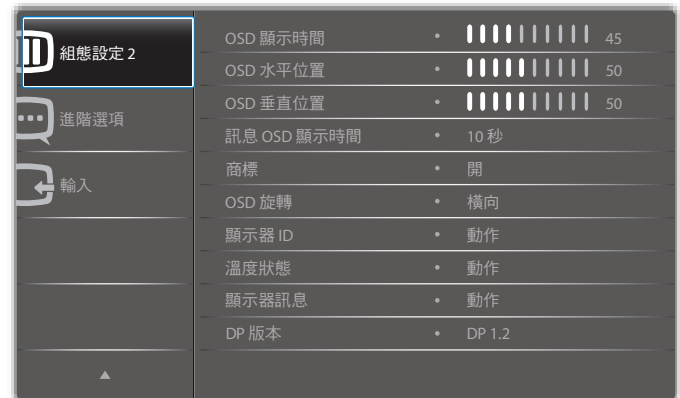 組態設定 2
進階選項
輸入
OSD 顯示時間 • 45
OSD 水平位置 • 50
OSD 垂直位置 • 50
訊息 OSD 顯示時間 • 10 秒
商標 • 開
OSD 旋轉 • 橫向
顯示器 ID • 動作
溫度狀態 • 動作
顯示器訊息 • 動作
DP 版本 • DP 1.2